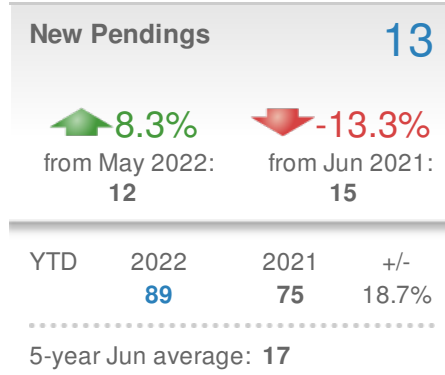 New Pendings 13
8.3% -13.3%
from May 2022: from Jun 2021:
12 15
YTD 2022 2021 +/-
89 75 18.7%
5-year Jun average: 17